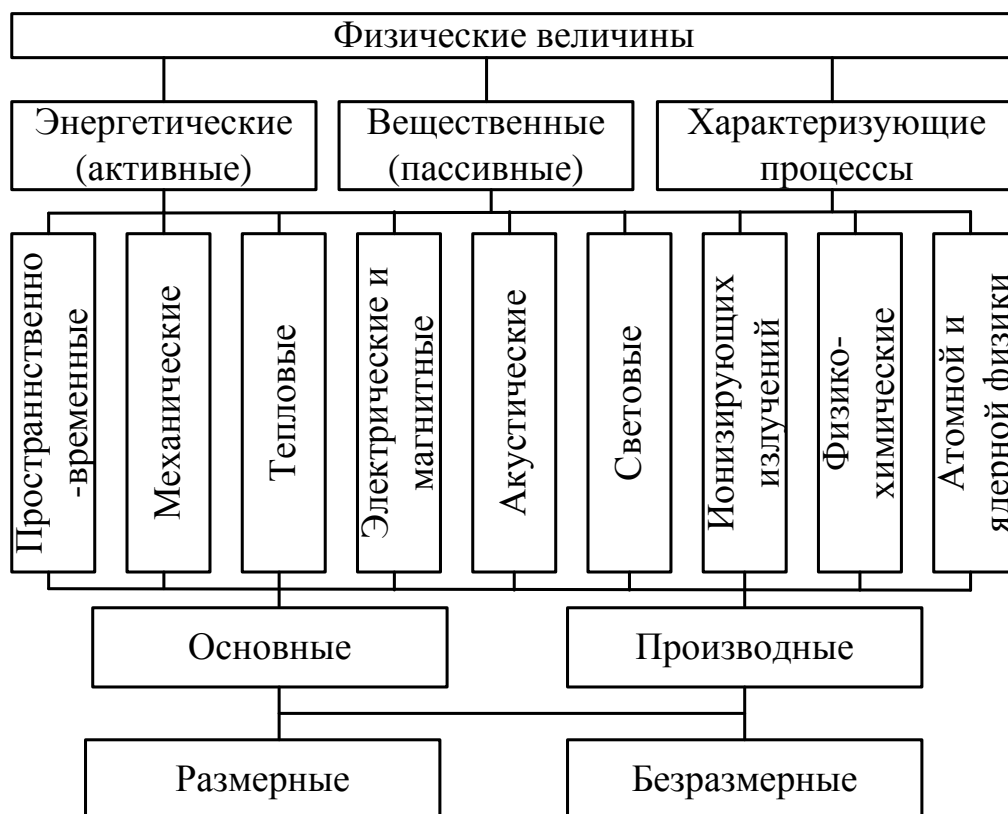 Физические величины
Энергетические
(активные)
Вещественные
(пассивные)
Характеризующие
процессы
Пространнственно
-временные
Механические
Тепловые
Электрические и
магнитные
Акустические
Световые
Ионизирующих
излучений
Физико-
химические
Атомной и
ядерной физики
Основные
Производные
Размерные
Безразмерные